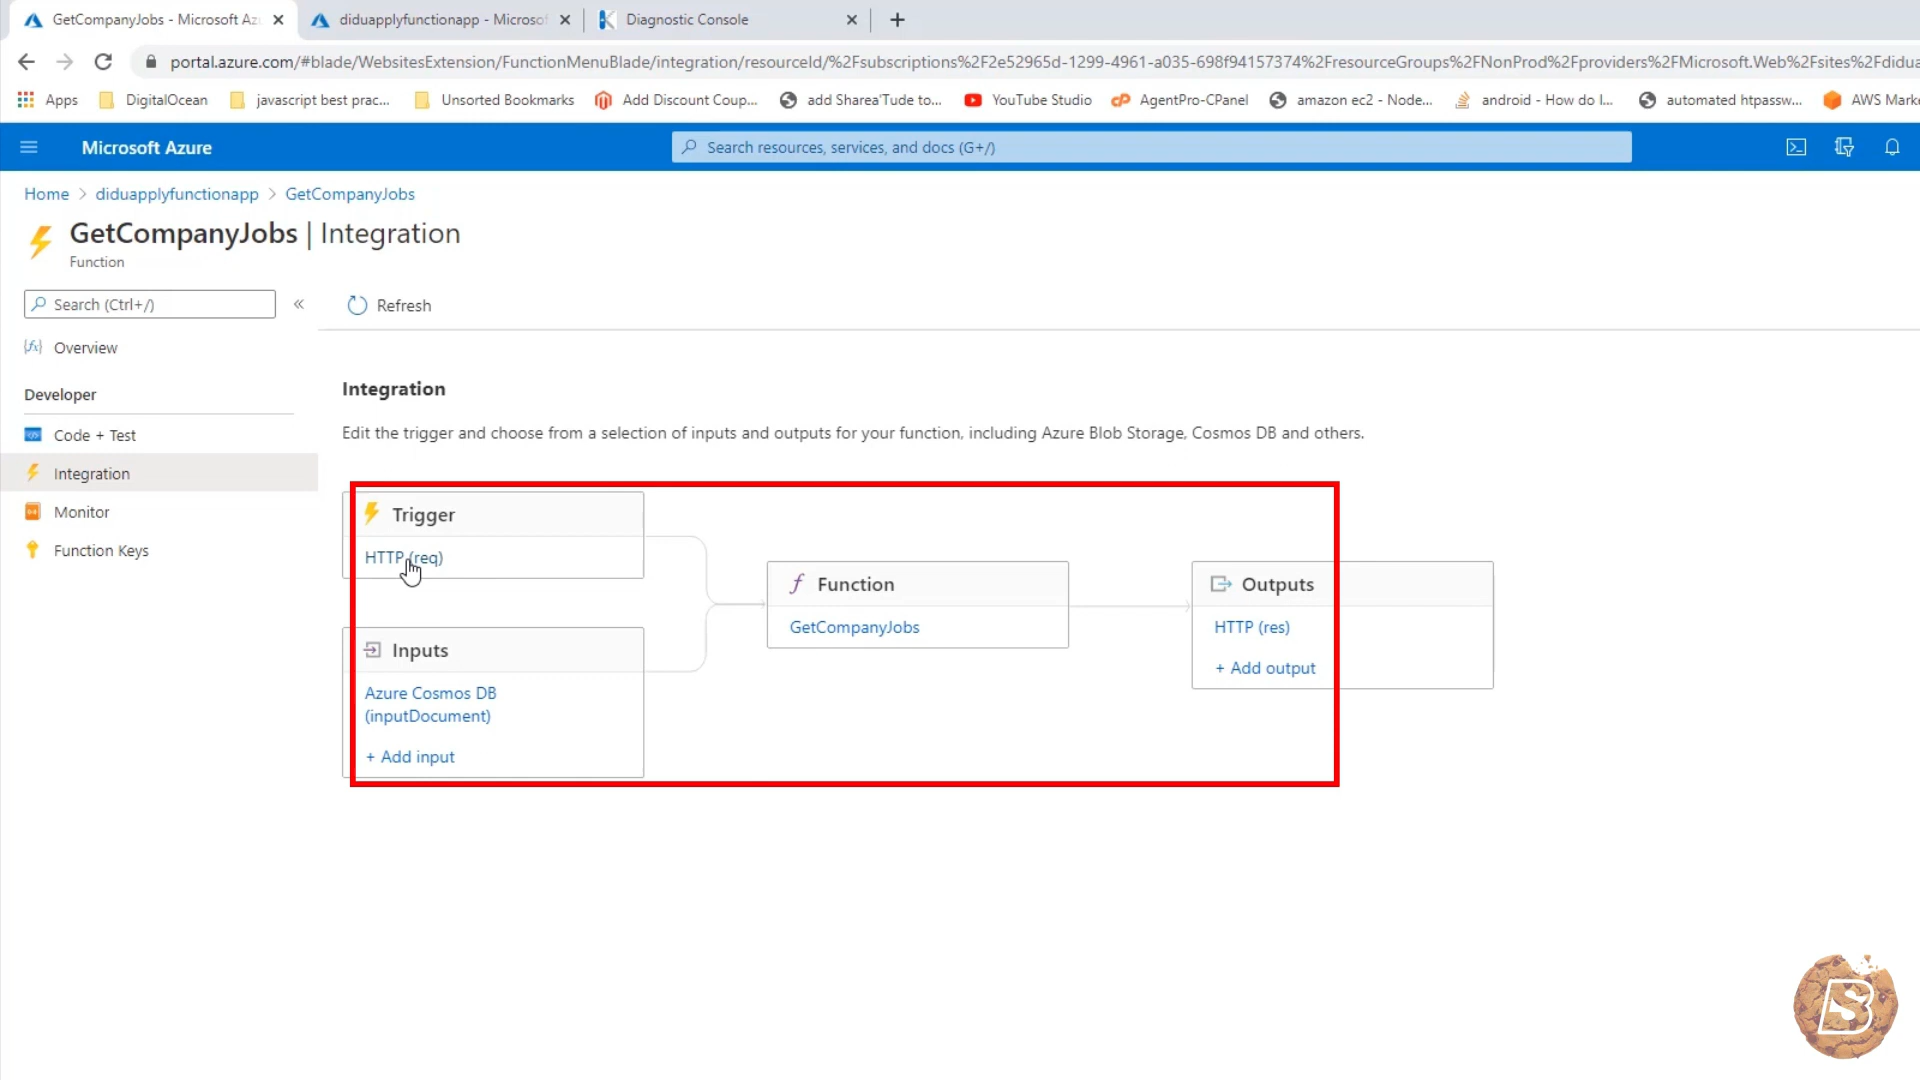 GetCompanyJobs - Microsoft Az
diduapplyfunctionapp - Microsof
Diagnostic Console
portal.azure.com/#blade/WebsitesExtension/FunctionMenuBlade/integration/resourceId/%2Fsubscriptions%2F2e52965d-1299-4961-a035-698f94157374%2FresourceGroups%2FNonProd%2Fproviders%2FMicrosoft.Web%2Fsites%2Fdidua
Apps
DigitalOcean
javascript best prac...
Unsorted Bookmarks
Add Discount Coup...
add Sharea'Tude to...
YouTube Studio
AgentPro-CPanel
amazon ec2 - Node...
android - How do I...
automated htpassw...
AWS Marke
Microsoft Azure
Search resources, services, and docs (G+/)
Home > diduapplyfunctionapp > GetCompanyJobs
GetCompanyJobs | Integration
Function
Search (Ctrl+/)
«
Refresh
Overview
Developer
Code + Test
Integration
Monitor
Function Keys
Integration
Edit the trigger and choose from a selection of inputs and outputs for your function, including Azure Blob Storage, Cosmos DB and others.
Trigger
HTTP (req)
Inputs
Azure Cosmos DB
(inputDocument)
+ Add input
Function
GetCompanyJobs
Outputs
HTTP (res)
+ Add output